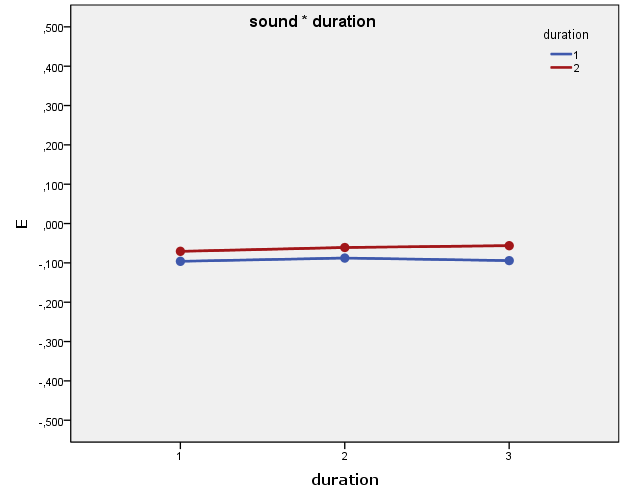 sound * duration
duration
1
2
,500
,400
,300
,200
,100
,000
-,100
-,200
-,300
-,400
-,500
E
1 2 3
duration